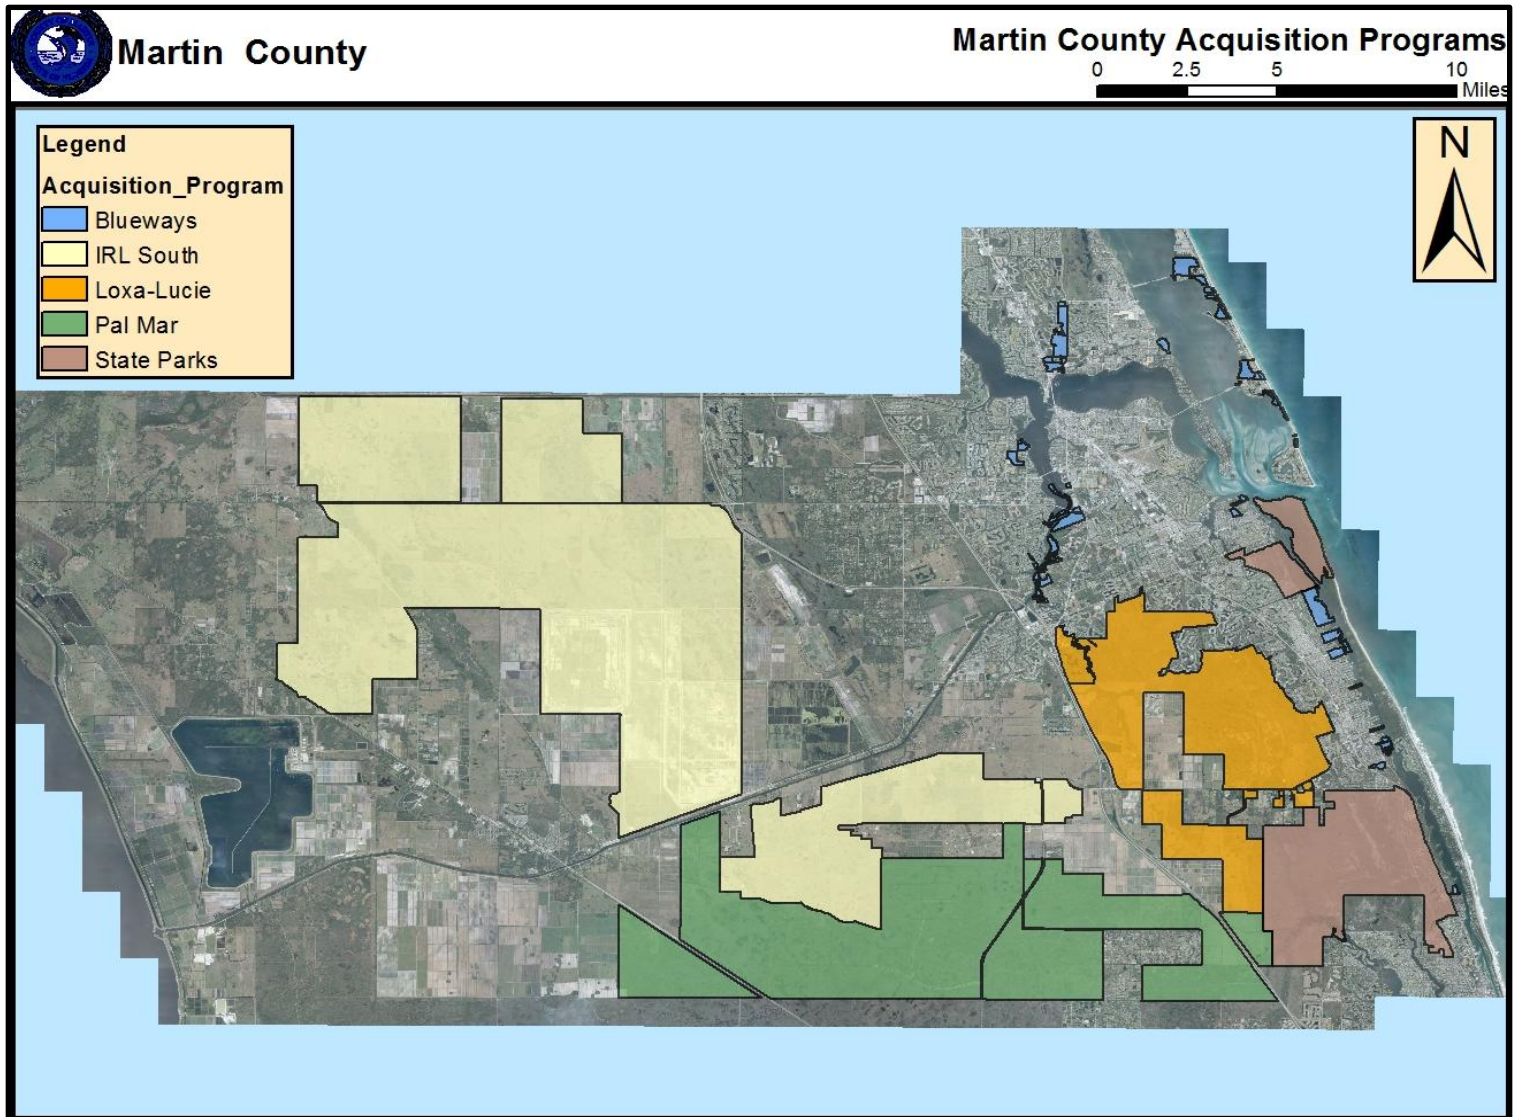 Martin County
Martin County Acquisition Programs
0 2.5 5 10
Miles
N
Legend
Acquisition_Program
Blueways
IRL South
Loxa-Lucie
Pal Mar
State Parks